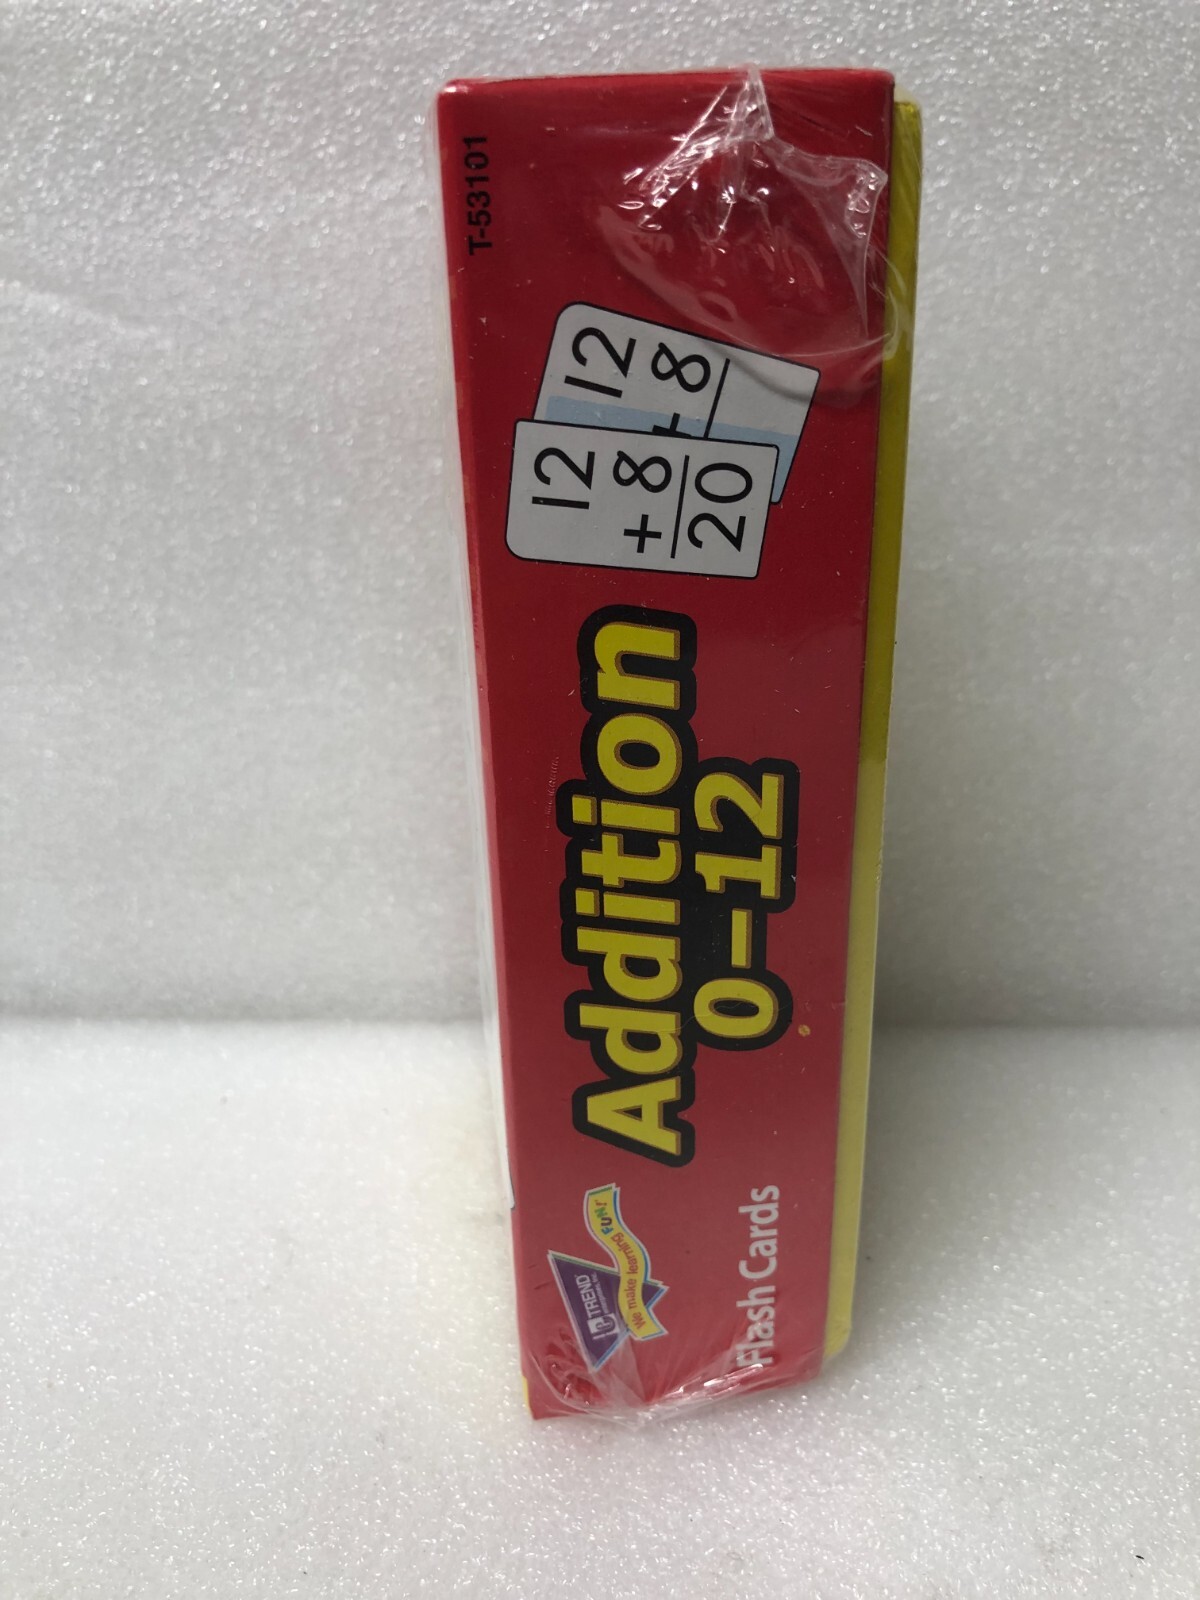 TREND
We make learning FUN!
Flash Cards
Addition
0-12
12
+ 8
20
12
+ 8
T-53101